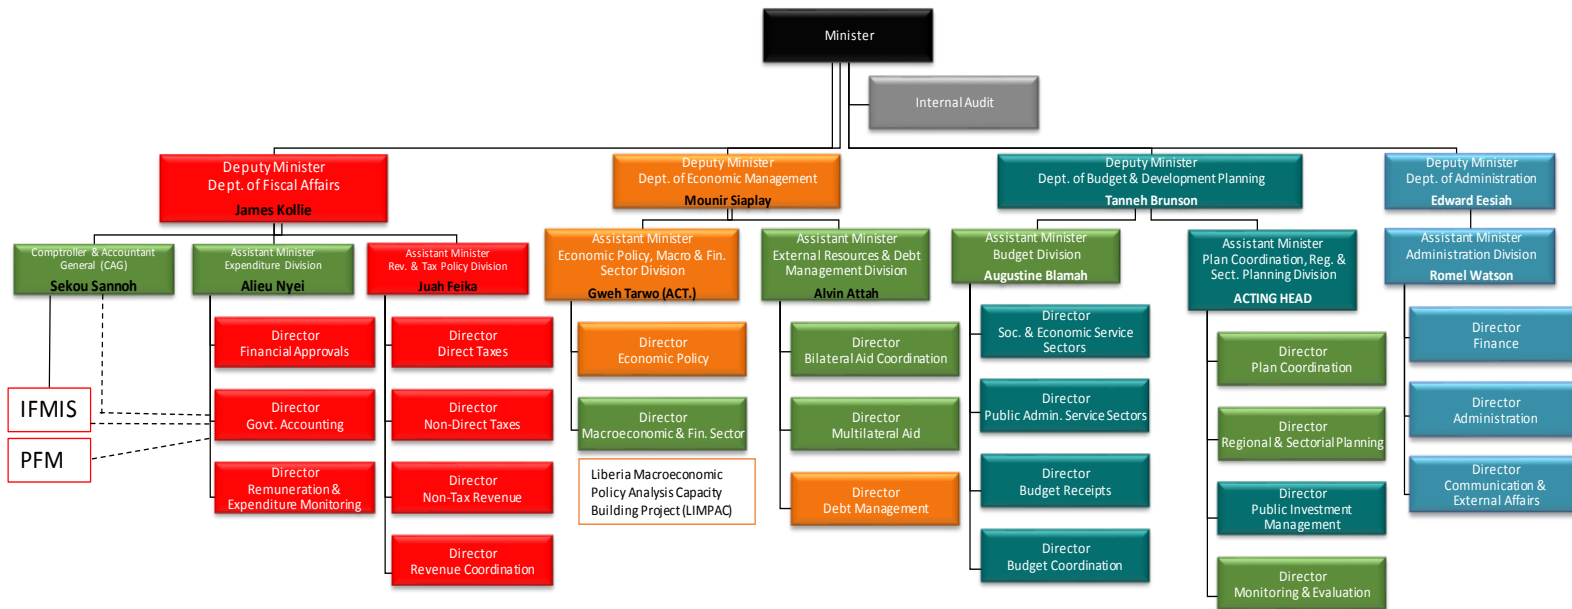 Minister
Internal Audit
Deputy Minister
Dept. of Fiscal Affairs
James Kollie
Deputy Minister
Dept. of Economic Management
Mounir Siaplay
Deputy Minister
Dept. of Budget & Development Planning
Tanneh Brunson
Deputy Minister
Dept. of Administration
Edward Eesiah
Comptroller & Accountant
General (CAG)
Sekou Sannoh
Assistant Minister
Expenditure Division
Alieu Nyei
Assistant Minister
Rev. & Tax Policy Division
Juah Feika
Assistant Minister
Economic Policy, Macro & Fin.
Sector Division
Gweh Tarwo (ACT.)
Assistant Minister
External Resources & Debt
Management Division
Alvin Attah
Assistant Minister
Budget Division
Augustine Blamah
Assistant Minister
Plan Coordination, Reg. &
Sect. Planning Division
ACTING HEAD
Assistant Minister
Administration Division
Romel Watson
IFMIS
PFM
Director
Financial Approvals
Director
Govt. Accounting
Director
Remuneration &
Expenditure Monitoring
Director
Direct Taxes
Director
Non-Direct Taxes
Director
Non-Tax Revenue
Director
Revenue Coordination
Director
Economic Policy
Director
Macroeconomic & Fin. Sector
Liberia Macroeconomic
Policy Analysis Capacity
Building Project (LIMPAC)
Director
Bilateral Aid Coordination
Director
Multilateral Aid
Director
Debt Management
Director
Soc. & Economic Service
Sectors
Director
Public Admin. Service Sectors
Director
Budget Receipts
Director
Budget Coordination
Director
Plan Coordination
Director
Regional & Sectorial Planning
Director
Public Investment
Management
Director
Monitoring & Evaluation
Director
Finance
Director
Administration
Director
Communication &
External Affairs